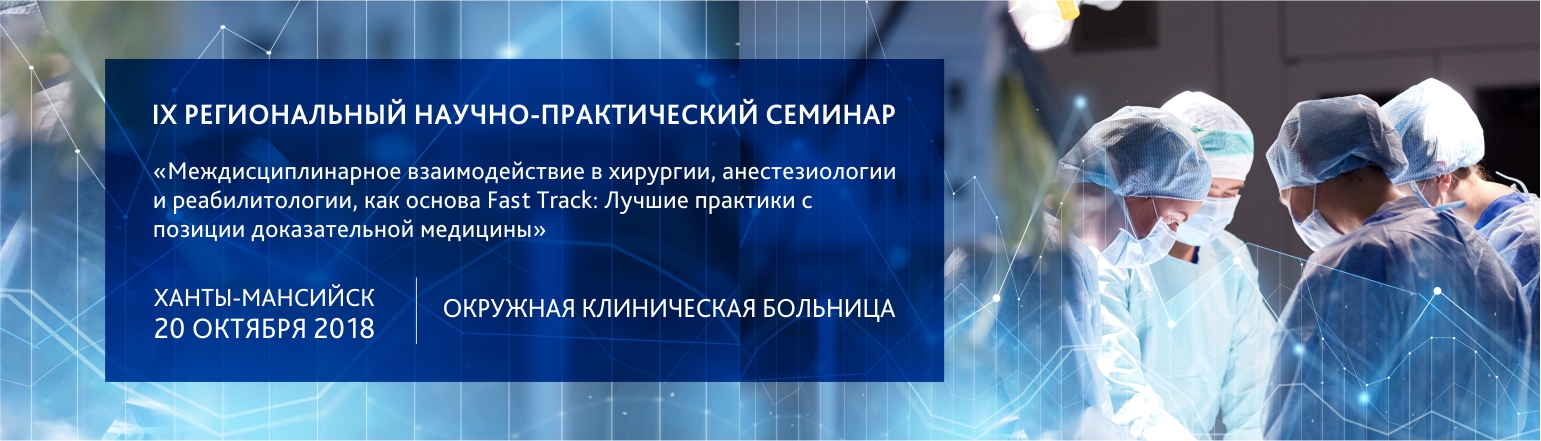 IX РЕГИОНАЛЬНЫЙ НАУЧНО-ПРАКТИЧЕСКИЙ СЕМИНАР
«Междисциплинарное взаимодействие в хирургии, анестезиологии
и реабилитологии, как основа Fast Track: Лучшие практики с
позиции доказательной медицины»
ХАНТЫ-МАНСИЙСК
20 ОКТЯБРЯ 2018
ОКРУЖНАЯ КЛИНИЧЕСКАЯ БОЛЬНИЦА